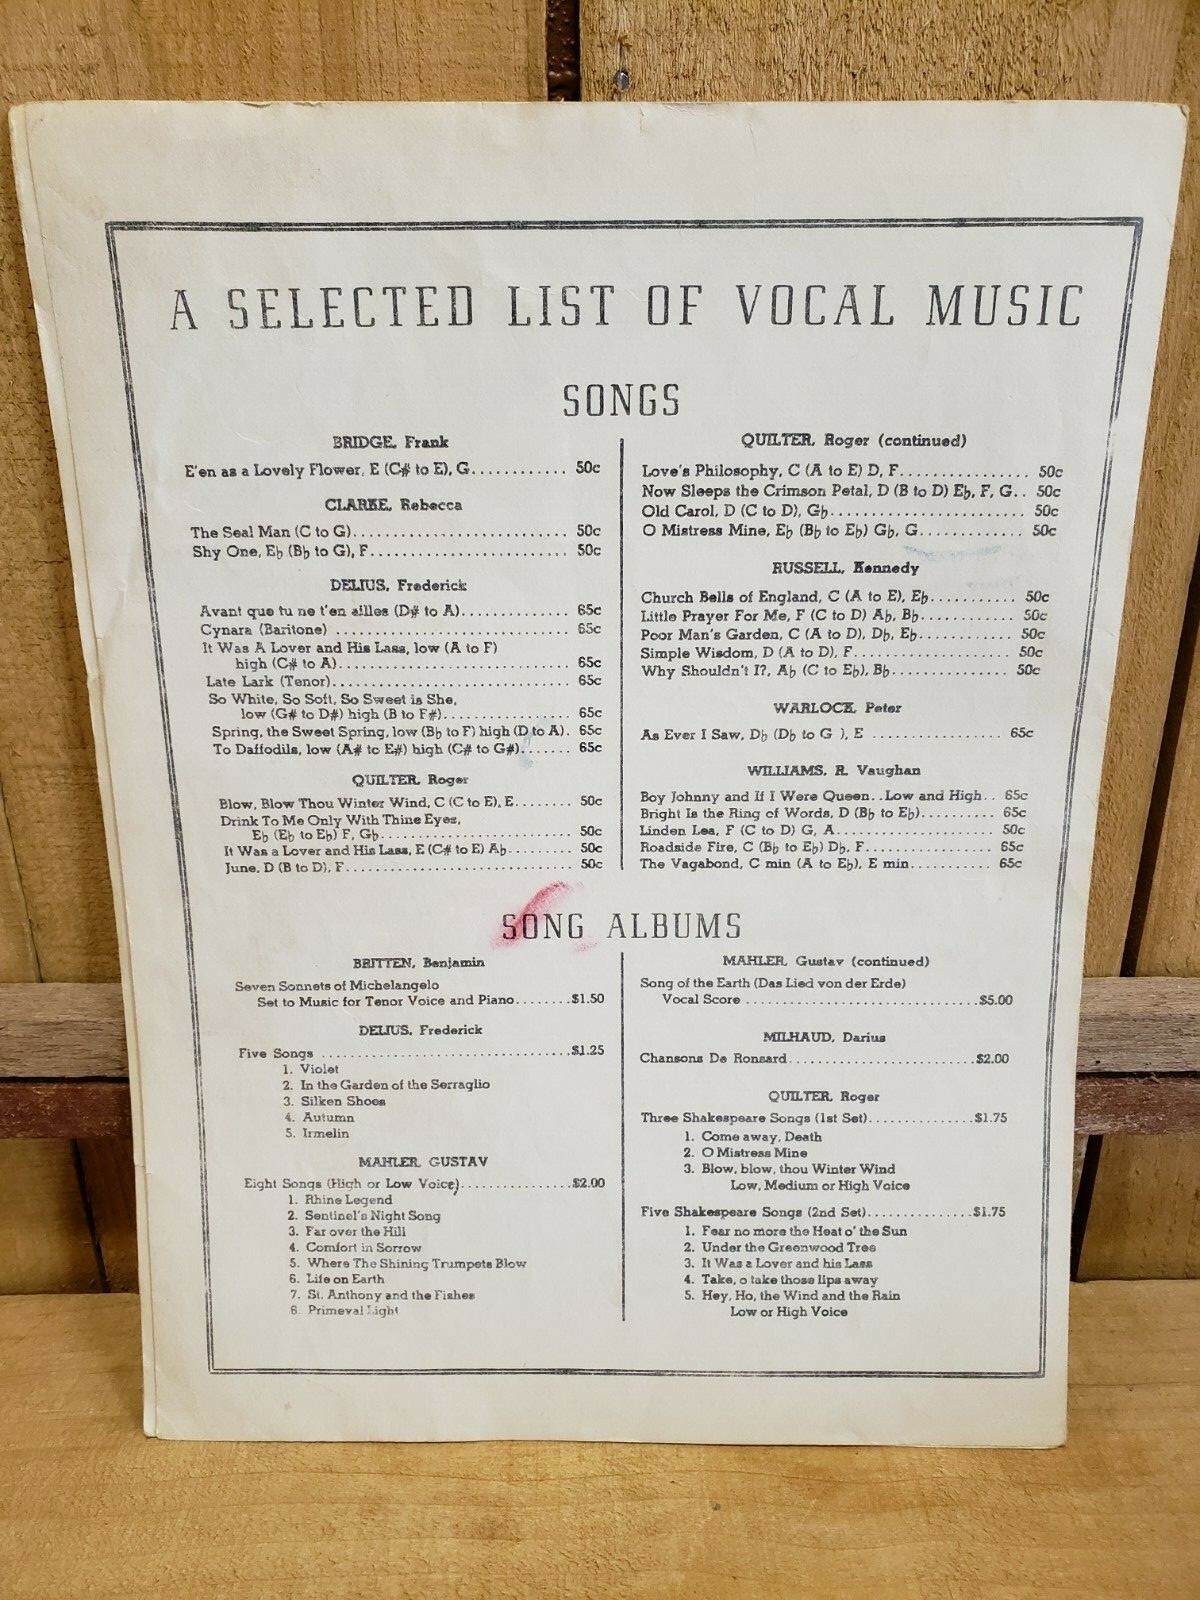 A SELECTED LIST OF VOCAL MUSIC
SONGS
BRIDGE, Frank
E'en as a Lovely Flower, E (C# to E), G............ 50c
CLARKE, Rebecca
The Seal Man (C to G)............................ 50c
Shy One, E♭ (B♭ to G), F.......................... 50c
DELIUS, Frederick
Avant que tu ne t'en ailles (D# to A)............... 65c
Cynara (Baritone) ............................... 65c
It Was A Lover and His Lass, low (A to F)
high (C# to A).............................. 65c
Late Lark (Tenor)............................... 65c
So White, So Soft, So Sweet is She,
low (G# to D#) high (B to F#)................. 65c
Spring, the Sweet Spring, low (B♭ to F) high (D to A). 65c
To Daffodils, low (A# to E#) high (C# to G#)....... 65c
QUILTER, Roger
Blow, Blow Thou Winter Wind, C (C to E), E........ 50c
Drink To Me Only With Thine Eyes,
E♭ (E♭ to E♭) F, G♭........................... 50c
It Was a Lover and His Lass, E (C# to E) A♭......... 50c
June, D (B to D), F................................ 50c
QUILTER, Roger (continued)
Love's Philosophy, C (A to E) D, F................. 50c
Now Sleeps the Crimson Petal, D (B to D) E♭, F, G.. 50c
Old Carol, D (C to D), G♭.......................... 50c
O Mistress Mine, E♭ (B♭ to E♭) G♭, G............. 50c
RUSSELL, Kennedy
Church Bells of England, C (A to E), E♭............ 50c
Little Prayer For Me, F (C to D) A♭, B♭............. 50c
Poor Man's Garden, C (A to D), D♭, E♭............. 50c
Simple Wisdom, D (A to D), F..................... 50c
Why Shouldn't I?, A♭ (C to E♭), B♭................ 50c
WARLOCK, Peter
As Ever I Saw, D♭ (D♭ to G ), E ................. 65c
WILLIAMS, R. Vaughan
Boy Johnny and If I Were Queen..Low and High.. 65c
Bright Is the Ring of Words, D (B♭ to E♭).......... 65c
Linden Lea, F (C to D) G, A....................... 50c
Roadside Fire, C (B♭ to E♭) D♭, F................. 65c
The Vagabond, C min (A to E♭), E min............ 65c
SONG ALBUMS
BRITTEN, Benjamin
Seven Sonnets of Michelangelo
Set to Music for Tenor Voice and Piano........$1.50
DELIUS, Frederick
Five Songs ...................................$1.25
1. Violet
2. In the Garden of the Serraglio
3. Silken Shoes
4. Autumn
5. Irmelin
MAHLER, GUSTAV
Eight Songs (High or Low Voice)................$2.00
1. Rhine Legend
2. Sentinel's Night Song
3. Far over the Hill
4. Comfort in Sorrow
5. Where The Shining Trumpets Blow
6. Life on Earth
7. St. Anthony and the Fishes
8. Primeval Light
MAHLER, Gustav (continued)
Song of the Earth (Das Lied von der Erde)
Vocal Score .................................$5.00
MILHAUD, Darius
Chansons De Ronsard..........................$2.00
QUILTER, Roger
Three Shakespeare Songs (1st Set)...............$1.75
1. Come away, Death
2. O Mistress Mine
3. Blow, blow, thou Winter Wind
Low, Medium or High Voice
Five Shakespeare Songs (2nd Set)...............$1.75
1. Fear no more the Heat o' the Sun
2. Under the Greenwood Tree
3. It Was a Lover and his Lass
4. Take, o take those lips away
5. Hey, Ho, the Wind and the Rain
Low or High Voice